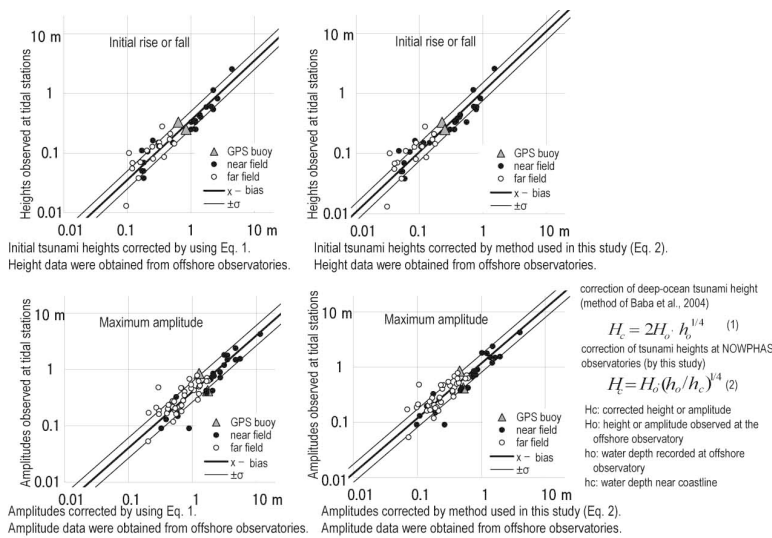 10 m
Initial rise or fall
Heights observed at tidal stations
1
0.1
0.01
GPS buoy
near field
far field
x – bias
±σ
0.01 0.1 1 10 m
Initial tsunami heights corrected by using Eq. 1.
Height data were obtained from offshore observatories.
10 m
Initial rise or fall
Heights observed at tidal stations
1
0.1
0.01
GPS buoy
near field
far field
x – bias
±σ
0.01 0.1 1 10 m
Initial tsunami heights corrected by method used in this study (Eq. 2).
Height data were obtained from offshore observatories.
10 m
Maximum amplitude
Amplitudes observed at tidal stations
1
0.1
0.01
GPS buoy
near field
far field
x – bias
±σ
0.01 0.1 1 10 m
Amplitudes corrected by using Eq. 1.
Amplitude data were obtained from offshore observatories.
10 m
Maximum amplitude
Amplitudes observed at tidal stations
1
0.1
0.01
GPS buoy
near field
far field
x – bias
±σ
0.01 0.1 1 10 m
Amplitudes corrected by method used in this study (Eq. 2).
Amplitude data were obtained from offshore observatories.
correction of deep-ocean tsunami height
(method of Baba et al., 2004)
Hc = 2Ho · ho^1/4 (1)
correction of tsunami heights at NOWPHAS
observatories (by this study)
Hc = Ho·(ho/hc)^1/4 (2)
Hc: corrected height or amplitude
Ho: height or amplitude observed at the
offshore observatory
ho: water depth recorded at offshore
observatory
hc: water depth near coastline